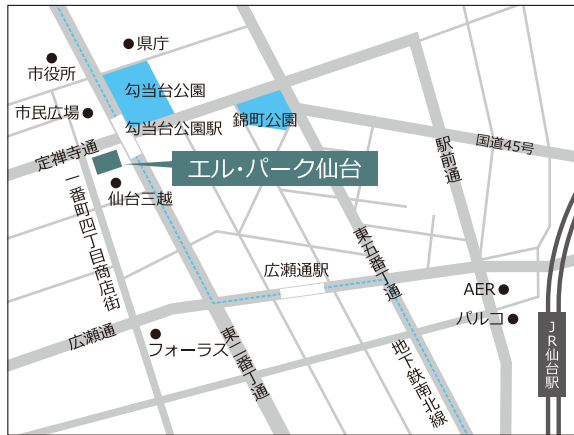 県庁
市役所
勾当台公園
市民広場
勾当台公園駅
錦町公園
国道45号
定禅寺通
駅前通
エル・パーク仙台
仙台三越
一番町四丁目商店街
東五番丁通
広瀬通駅
AER
パルコ
JR仙台駅
広瀬通
フォーラス
東二番丁通
地下鉄南北線